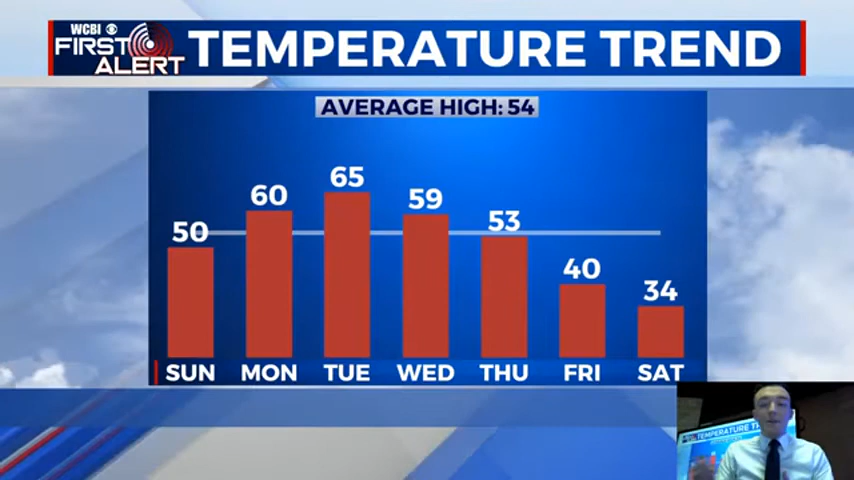 WCBI
FIRST
ALERT
TEMPERATURE TREND
AVERAGE HIGH: 54
50 60 65 59 53 40 34
SUN MON TUE WED THU FRI SAT
TEMPERATURE T